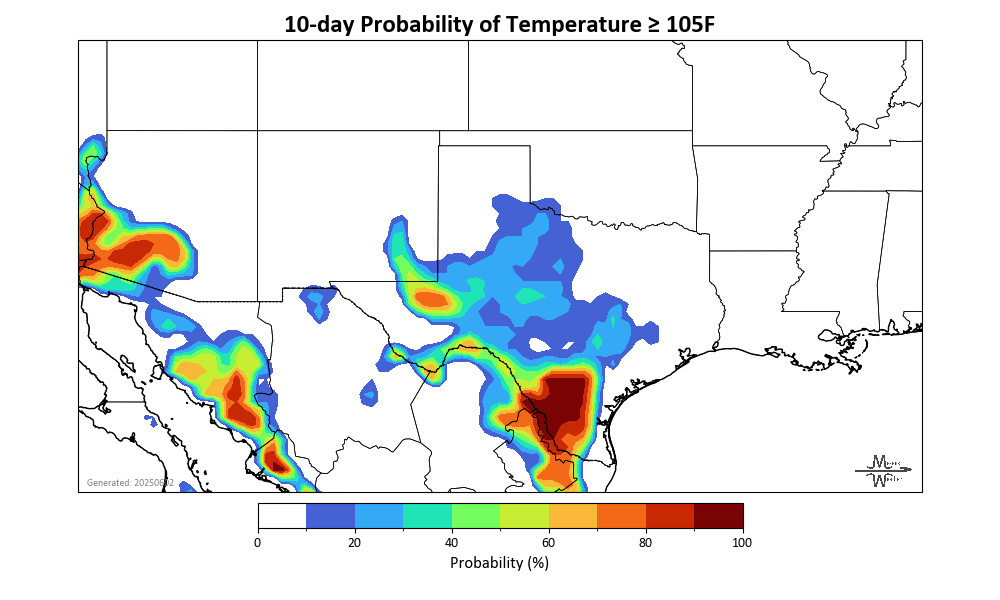 10-day Probability of Temperature ≥ 105F
Generated: 20250602
0 20 40 60 80 100
Probability (%)